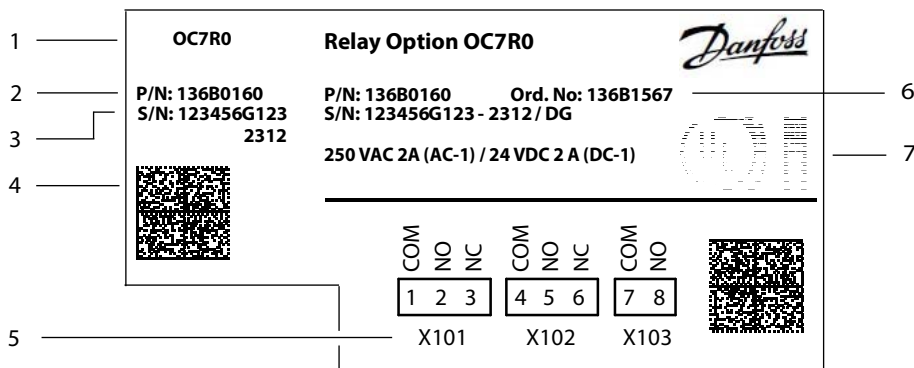 1
OC7R0
Relay Option OC7R0
Danfoss
2
P/N: 136B0160
P/N: 136B0160 Ord. No: 136B1567
6
3
S/N: 123456G123
2312
S/N: 123456G123 - 2312 / DG
250 VAC 2A (AC-1) / 24 VDC 2 A (DC-1)
7
4
COM NO NC COM NO NC COM NO
1 2 3 4 5 6 7 8
5
X101 X102 X103